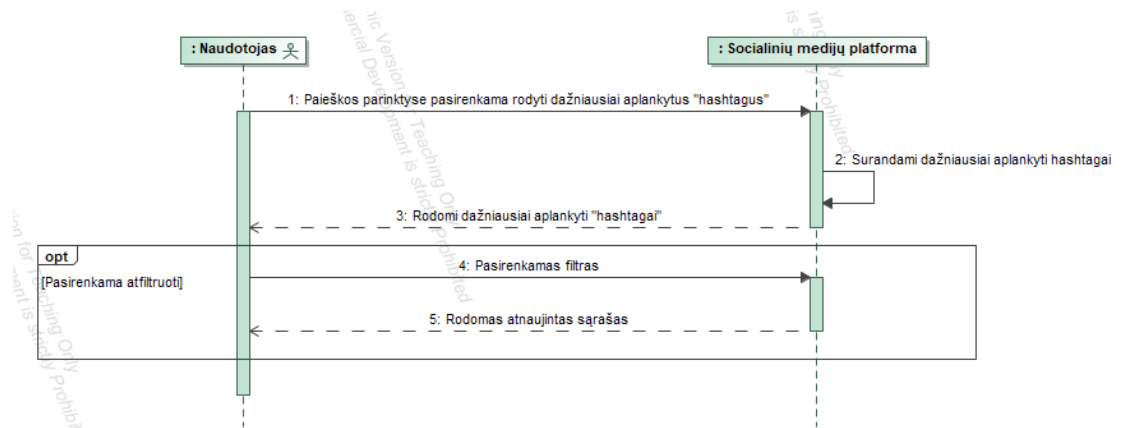 : Naudotojas
: Socialinių medijų platforma
1: Paieškos parinktyse pasirenkama rodyti dažniausiai aplankytus "hashtagus"
2: Surandami dažniausiai aplankyti hashtagai
3: Rodomi dažniausiai aplankyti "hashtagai"
opt
[Pasirenkama atfiltruoti]
4: Pasirenkamas filtras
5: Rodomas atnaujintas sąrašas